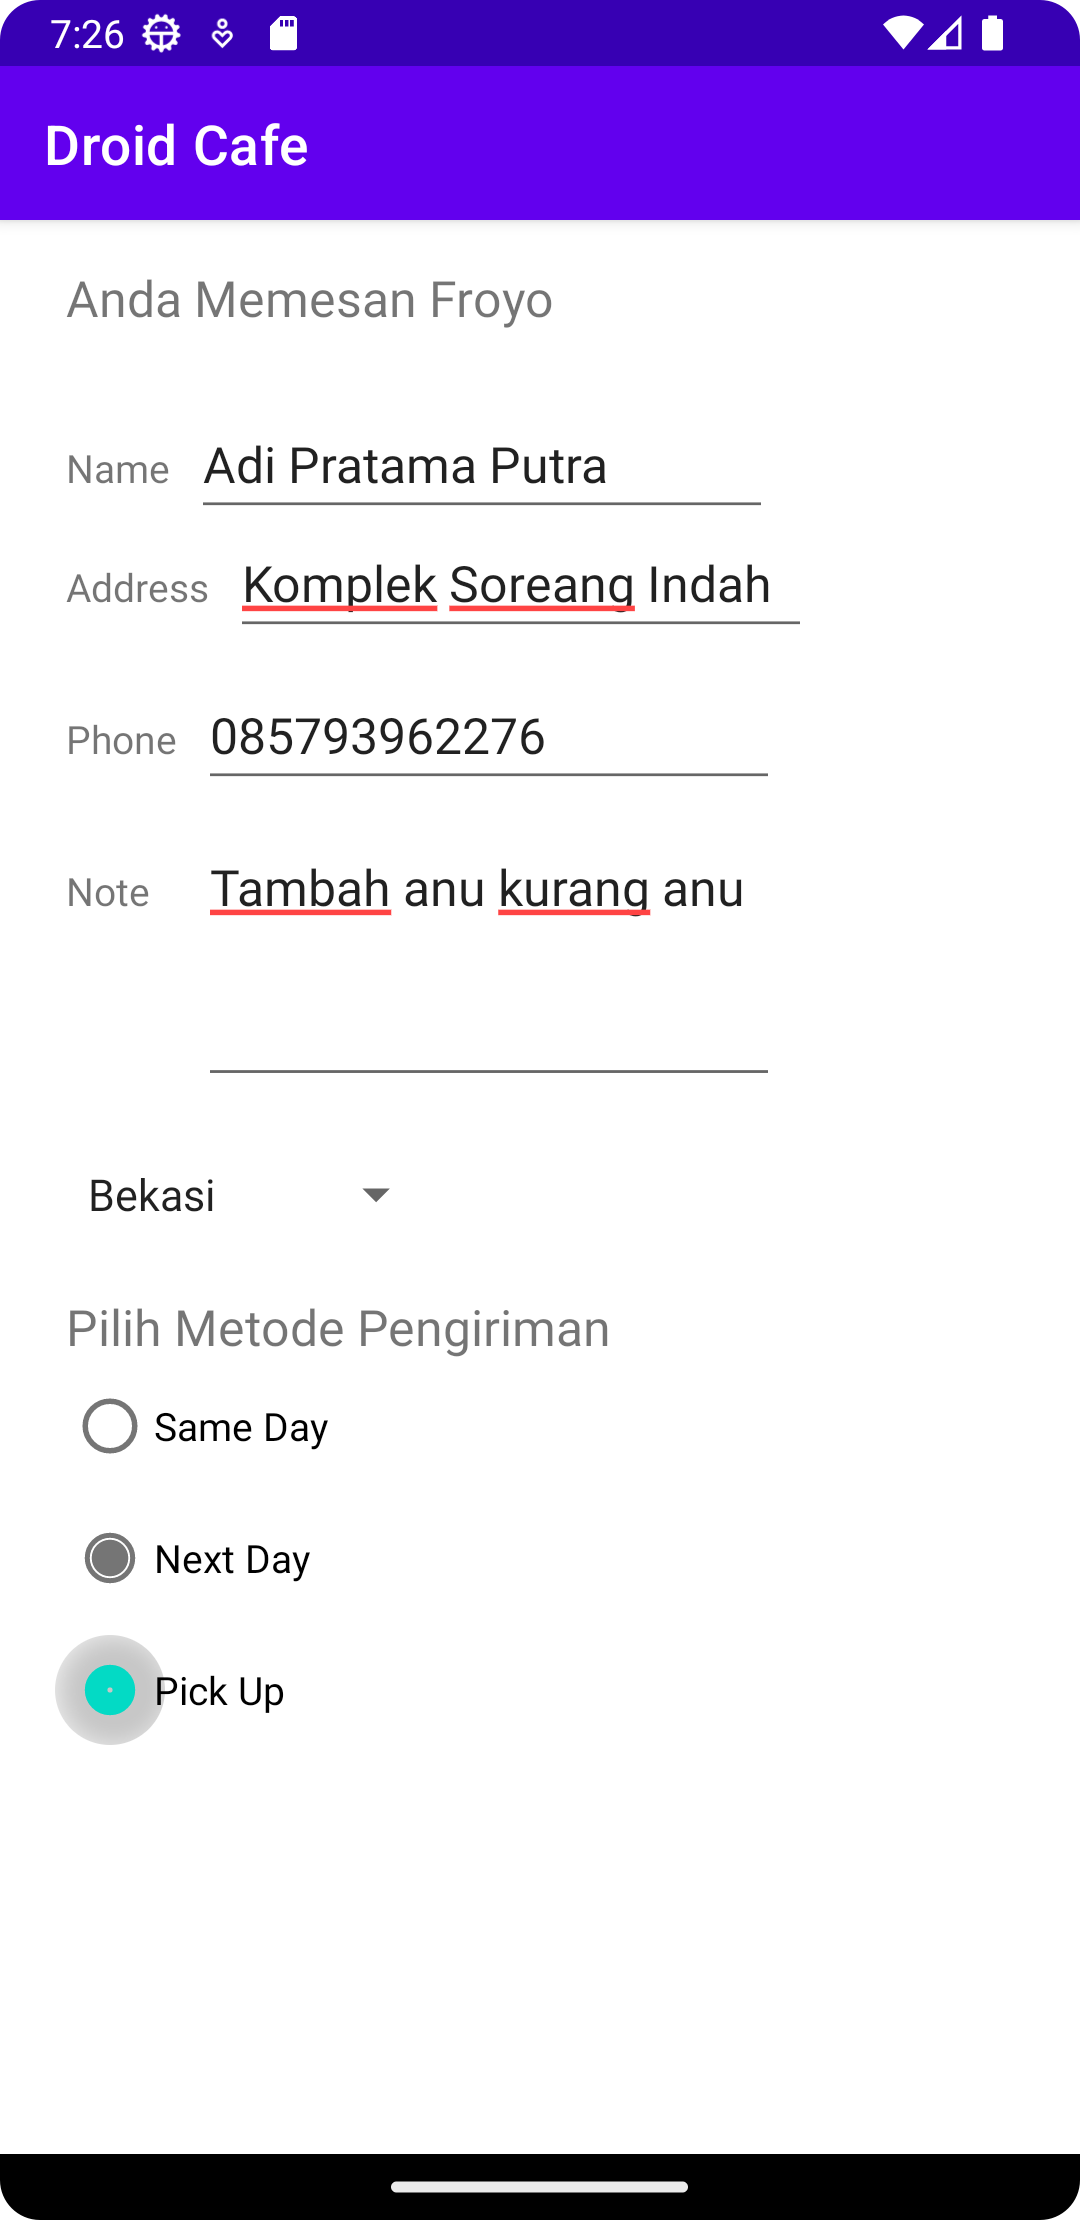 7:26
Droid Cafe
Anda Memesan Froyo
Name Adi Pratama Putra
Address Komplek Soreang Indah
Phone 085793962276
Note Tambah anu kurang anu
Bekasi
Pilih Metode Pengiriman
Same Day
Next Day
Pick Up